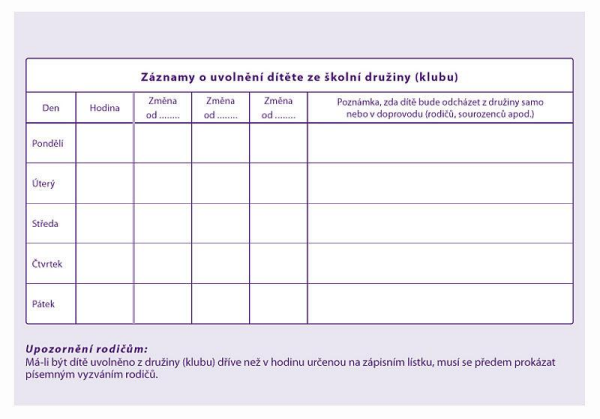 Záznamy o uvolnění dítěte ze školní družiny (klubu)
Den
Hodina
Změna
od ........
Změna
od ........
Změna
od ........
Poznámka, zda dítě bude odcházet z družiny samo
nebo v doprovodu (rodičů, sourozenců apod.)
Pondělí
Úterý
Středa
Čtvrtek
Pátek
Upozornění rodičům:
Má-li být dítě uvolněno z družiny (klubu) dříve než v hodinu určenou na zápisním lístku, musí se předem prokázat
písemným vyzváním rodičů.